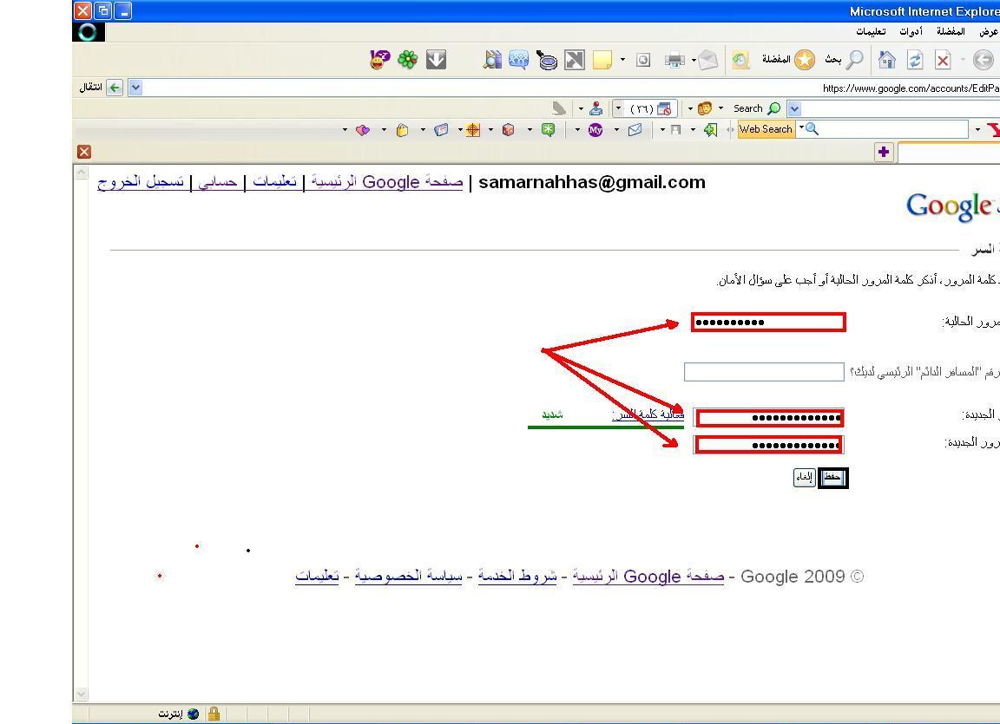 Microsoft Internet Explore
عرض المفضلة أدوات تعليمات
بحث المفضلة
https://www.google.com/accounts/EditPa
انتقال
Search (٢٦)
Web Search My
samarnahhas@gmail.com | صفحة Google الرئيسية | تعليمات | حسابي | تسجيل الخروج
Google
السر
كلمة المرور، أذكر كلمة المرور الحالية أو أجب على سؤال الأمان.
مرور الحالية:
رقم "المسافر الدائم" الرئيسي لديك؟
الجديدة:
فعالية كلمة السر: شديد
مرور الجديدة:
حفظ إلغاء
© 2009 Google - صفحة Google الرئيسية - شروط الخدمة - سياسة الخصوصية - تعليمات
إنترنت